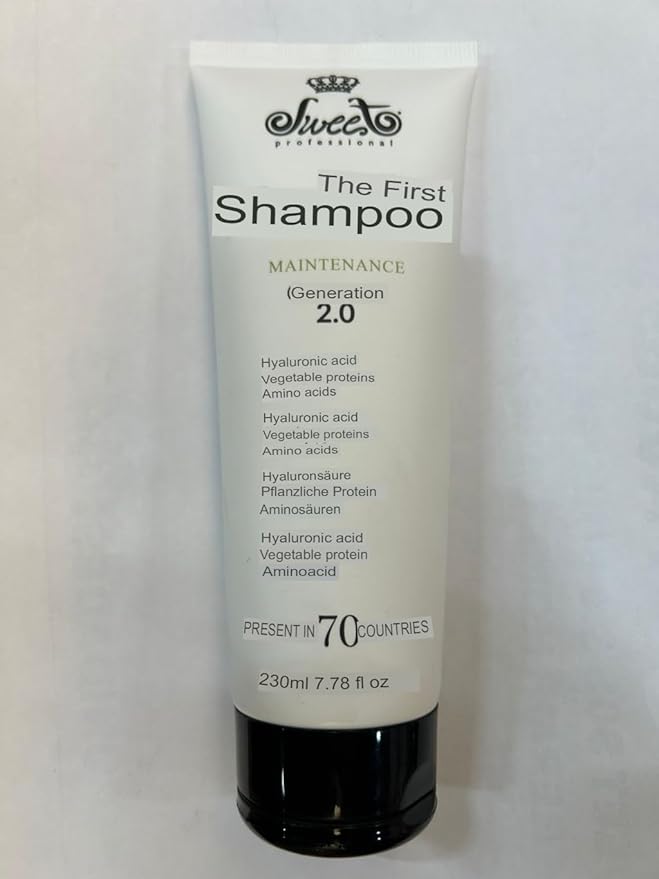 Sweet
professional
The First
Shampoo
MAINTENANCE
(Generation
2.0
Hyaluronic acid
Vegetable proteins
Amino acids
Hyaluronic acid
Vegetable proteins
Amino acids
Hyaluronsäure
Pflanzliche Protein
Aminosäuren
Hyaluronic acid
Vegetable protein
Aminoacid
PRESENT IN 70 COUNTRIES
230ml 7.78 fl oz